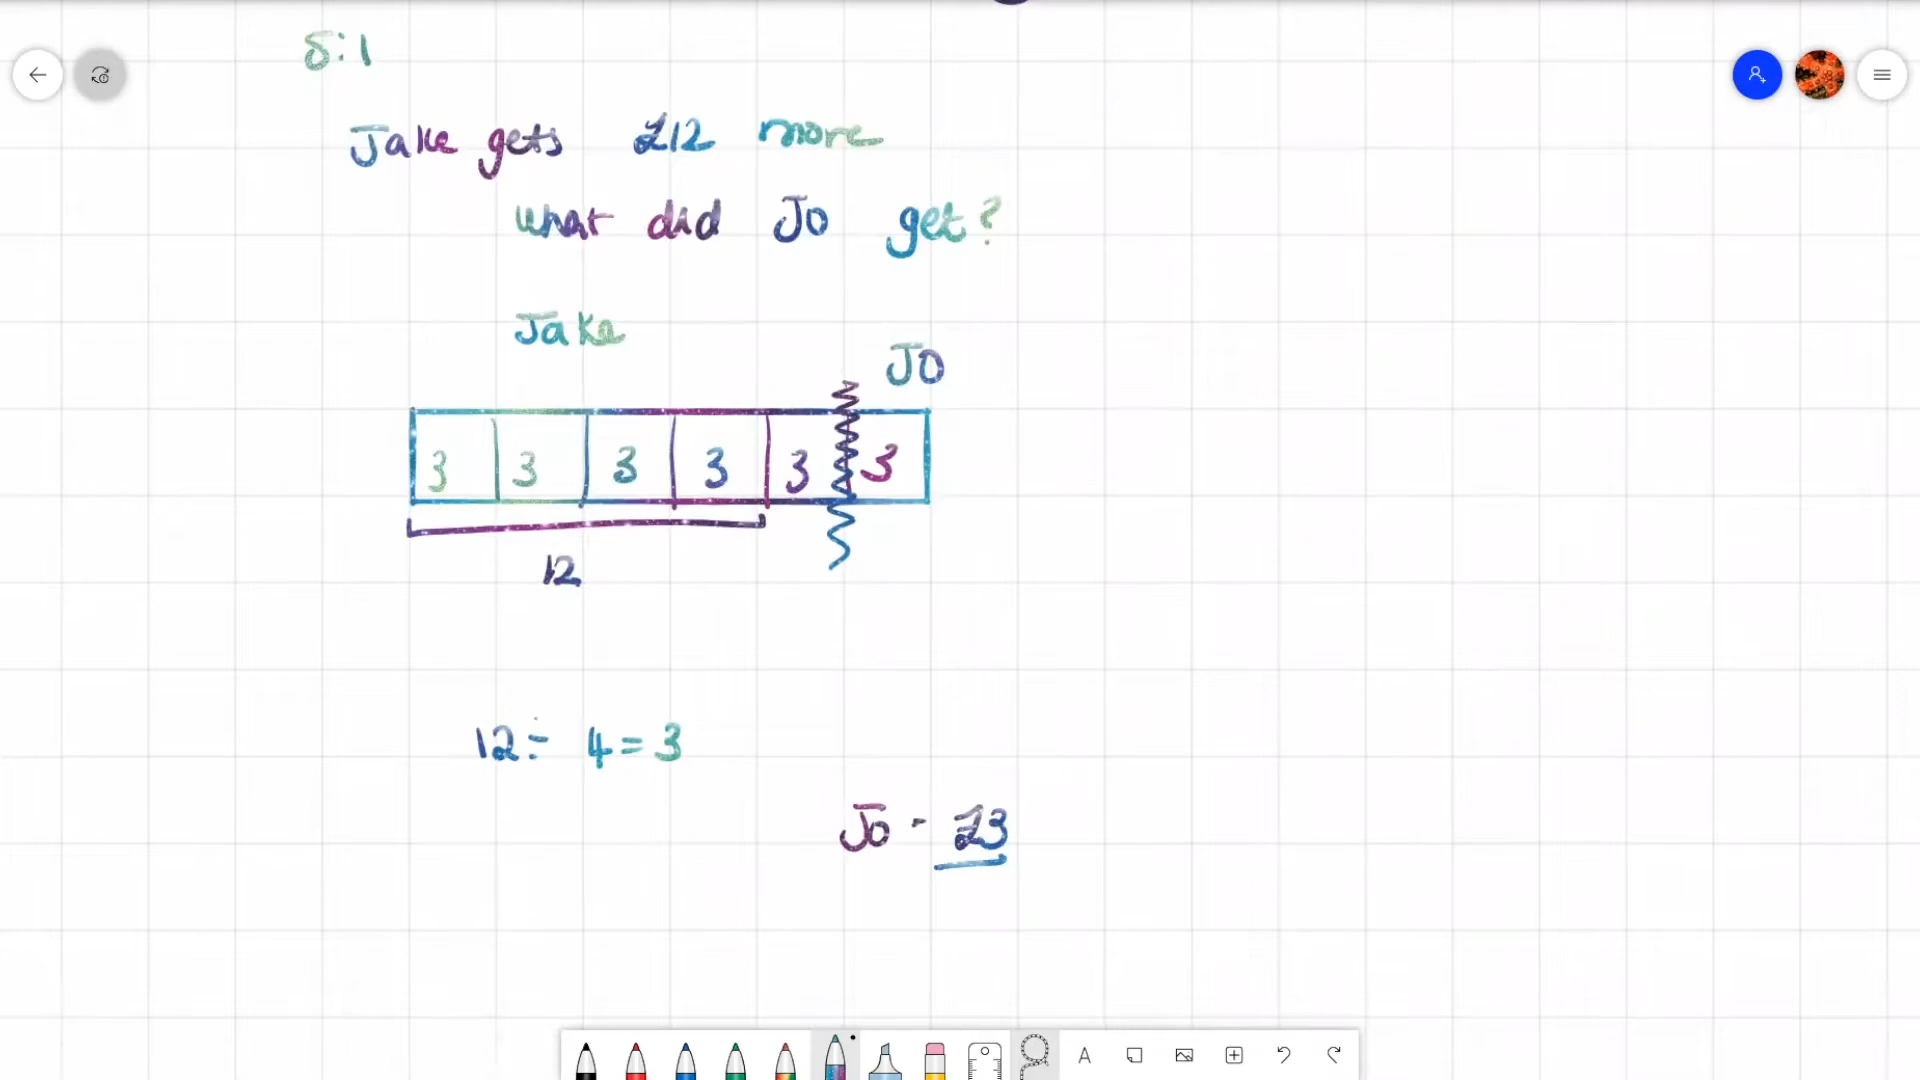 5:1
Jake gets £12 more
what did Jo get?
Jake
Jo
3 3 3 3 3 3
12
12 ÷ 4 = 3
Jo - £3
A